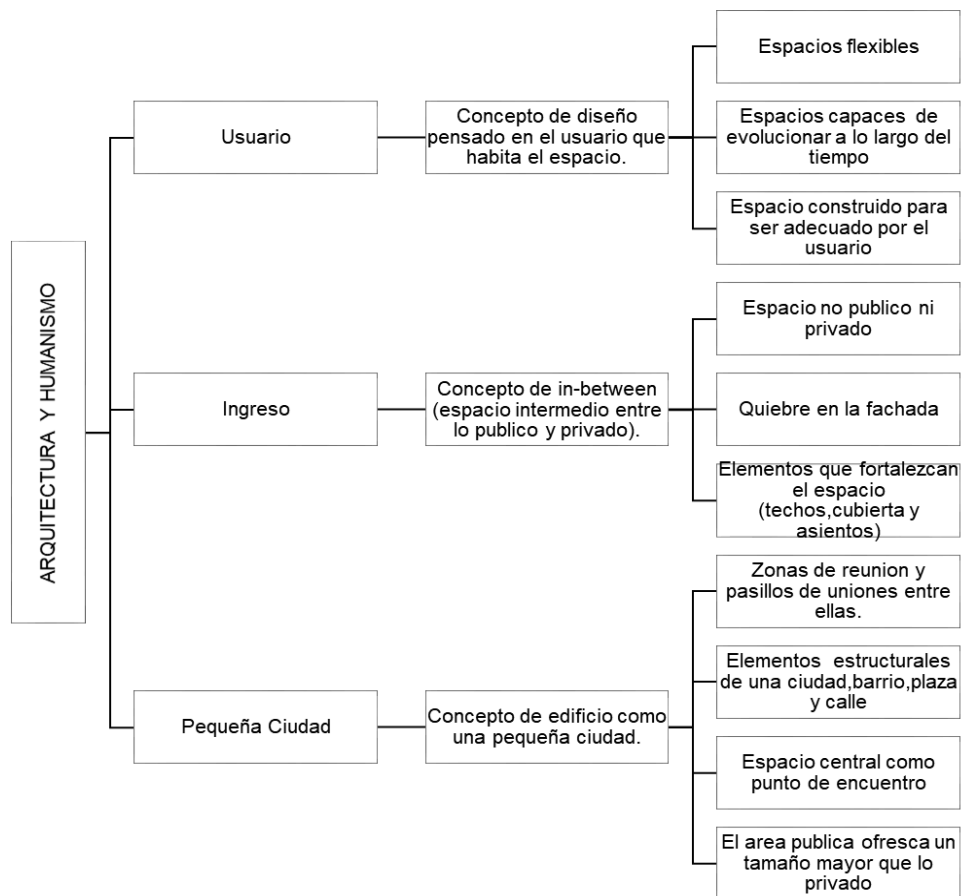 ARQUITECTURA Y HUMANISMO
Usuario
Concepto de diseño
pensado en el usuario que
habita el espacio.
Espacios flexibles
Espacios capaces de
evolucionar a lo largo del
tiempo
Espacio construido para
ser adecuado por el
usuario
Ingreso
Concepto de in-between
(espacio intermedio entre
lo publico y privado).
Espacio no publico ni
privado
Quiebre en la fachada
Elementos que fortalezcan
el espacio
(techos,cubierta y
asientos)
Pequeña Ciudad
Concepto de edificio como
una pequeña ciudad.
Zonas de reunion y
pasillos de uniones entre
ellas.
Elementos estructurales
de una ciudad,barrio,plaza
y calle
Espacio central como
punto de encuentro
El area publica ofresca un
tamaño mayor que lo
privado